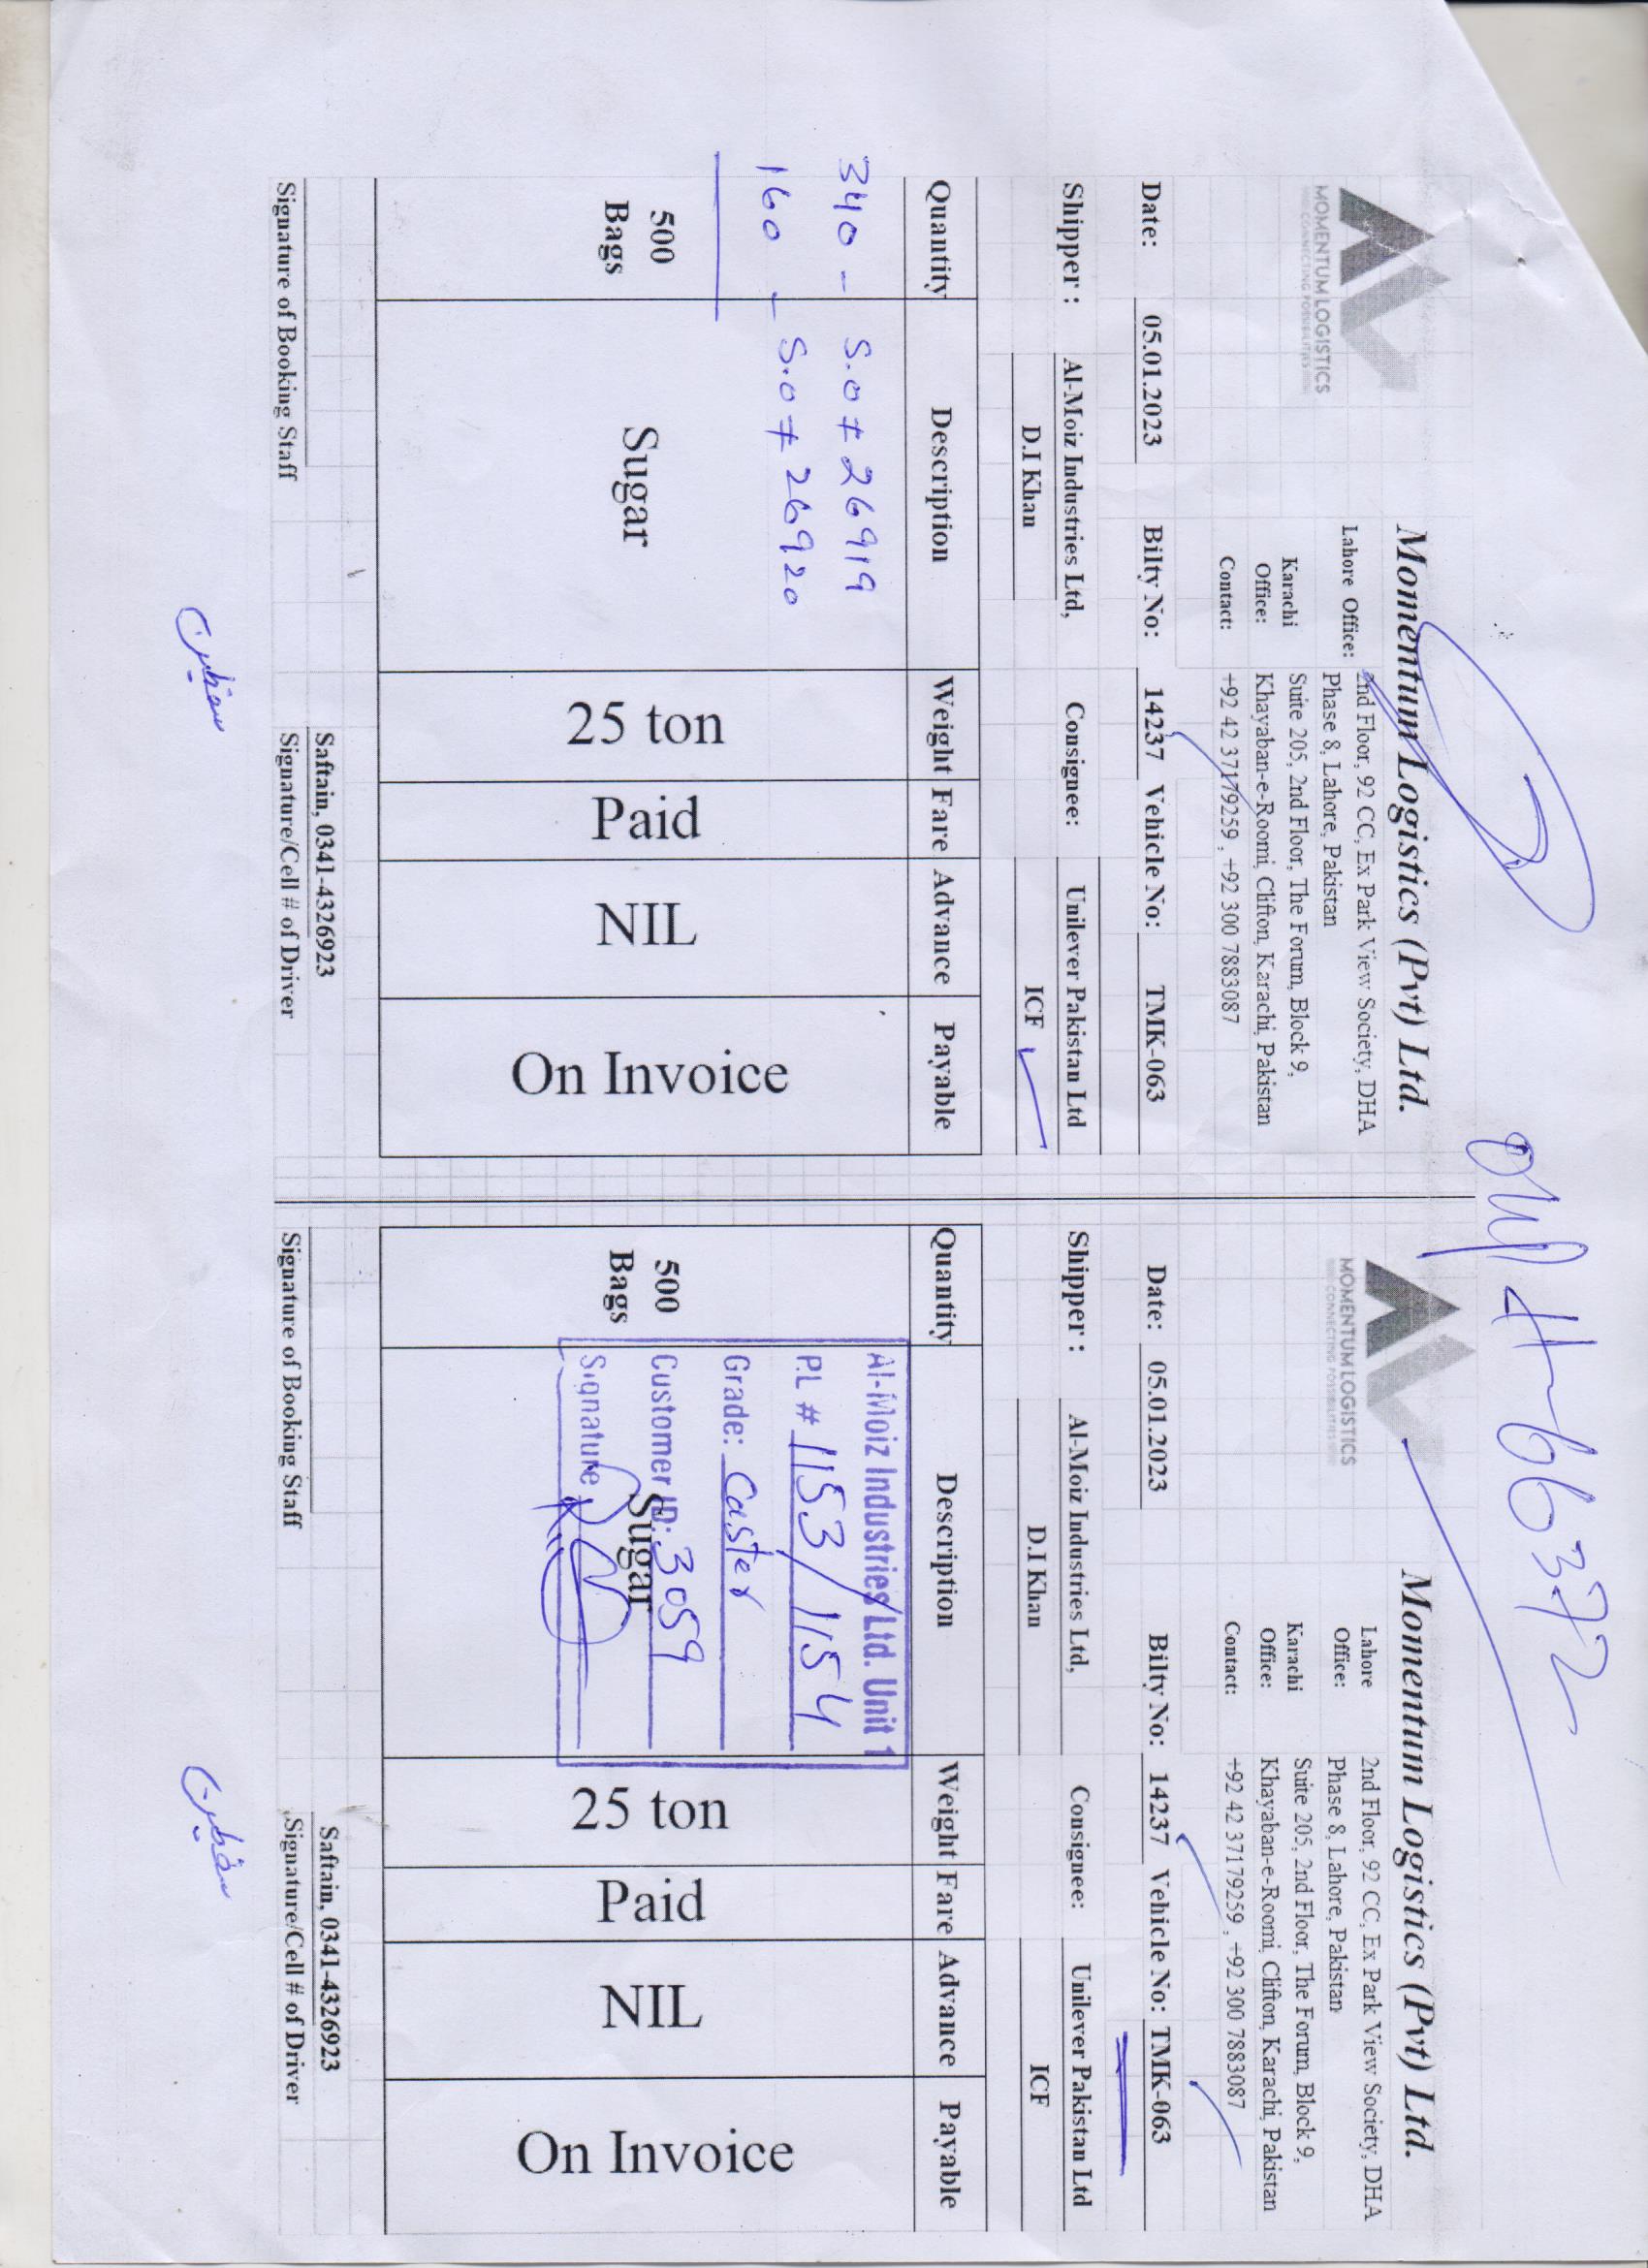 OGP # 66372
MOMENTUM LOGISTICS
CONNECTING POSSIBILITIES
Momentum Logistics (Pvt) Ltd.
Lahore Office: 2nd Floor, 92 CC, Ex Park View Society, DHA
Phase 8, Lahore, Pakistan
Karachi Office: Suite 205, 2nd Floor, The Forum, Block 9,
Khayaban-e-Roomi, Clifton, Karachi, Pakistan
Contact: +92 42 37179259 , +92 300 7883087
Date: 05.01.2023 Bilty No: 14237 Vehicle No: TMK-063
Shipper : Al-Moiz Industries Ltd, Consignee: Unilever Pakistan Ltd
D.I Khan ICF
Quantity Description Weight Fare Advance Payable
340 - S.O # 26919
160 - S.O # 26920
500 Bags Sugar 25 ton Paid NIL On Invoice
Saftain, 0341-4326923
Signature of Booking Staff Signature/Cell # of Driver
سفطین
MOMENTUM LOGISTICS
CONNECTING POSSIBILITIES
Momentum Logistics (Pvt) Ltd.
Lahore Office: 2nd Floor, 92 CC, Ex Park View Society, DHA
Phase 8, Lahore, Pakistan
Karachi Office: Suite 205, 2nd Floor, The Forum, Block 9,
Khayaban-e-Roomi, Clifton, Karachi, Pakistan
Contact: +92 42 37179259 , +92 300 7883087
Date: 05.01.2023 Bilty No: 14237 Vehicle No: TMK-063
Shipper : Al-Moiz Industries Ltd, Consignee: Unilever Pakistan Ltd
D.I Khan ICF
Quantity Description Weight Fare Advance Payable
Al-Moiz Industries Ltd. Unit 1
P.L # 1153/1154
Grade: Caster
Customer ID: 3059
Signature
500 Bags Sugar 25 ton Paid NIL On Invoice
Saftain, 0341-4326923
Signature of Booking Staff Signature/Cell # of Driver
سفطین